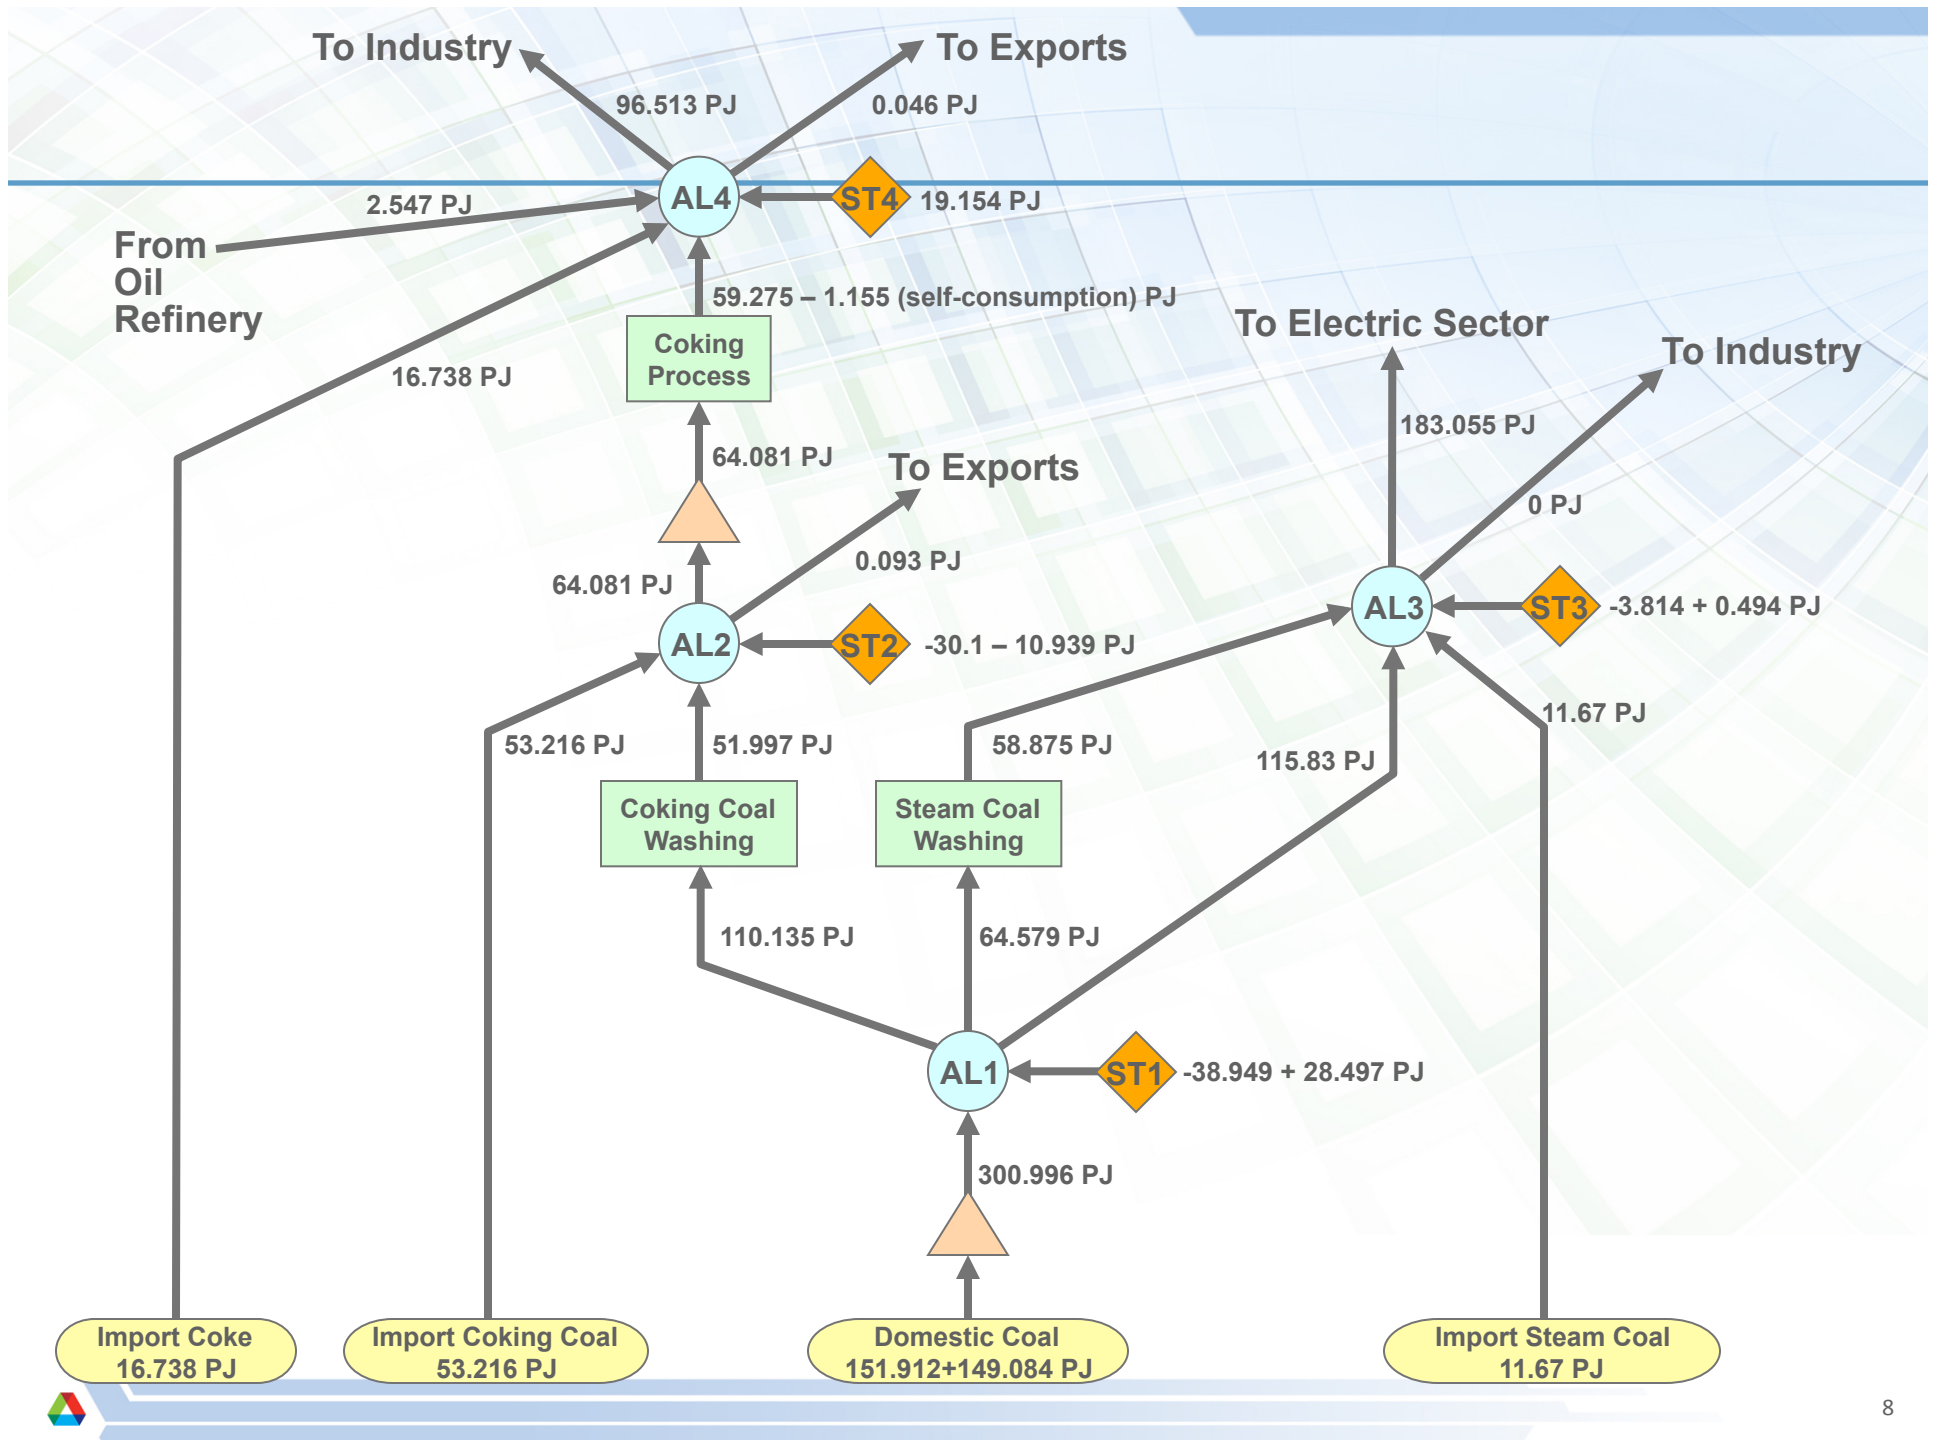 To Industry
To Exports
96.513 PJ
0.046 PJ
AL4
ST4
19.154 PJ
2.547 PJ
From
Oil
Refinery
59.275 – 1.155 (self-consumption) PJ
To Electric Sector
To Industry
Coking
Process
16.738 PJ
183.055 PJ
64.081 PJ
To Exports
0 PJ
0.093 PJ
64.081 PJ
AL3
ST3
-3.814 + 0.494 PJ
AL2
ST2
-30.1 – 10.939 PJ
11.67 PJ
53.216 PJ
51.997 PJ
58.875 PJ
115.83 PJ
Coking Coal
Washing
Steam Coal
Washing
110.135 PJ
64.579 PJ
AL1
ST1
-38.949 + 28.497 PJ
300.996 PJ
Import Coke
16.738 PJ
Import Coking Coal
53.216 PJ
Domestic Coal
151.912+149.084 PJ
Import Steam Coal
11.67 PJ
8